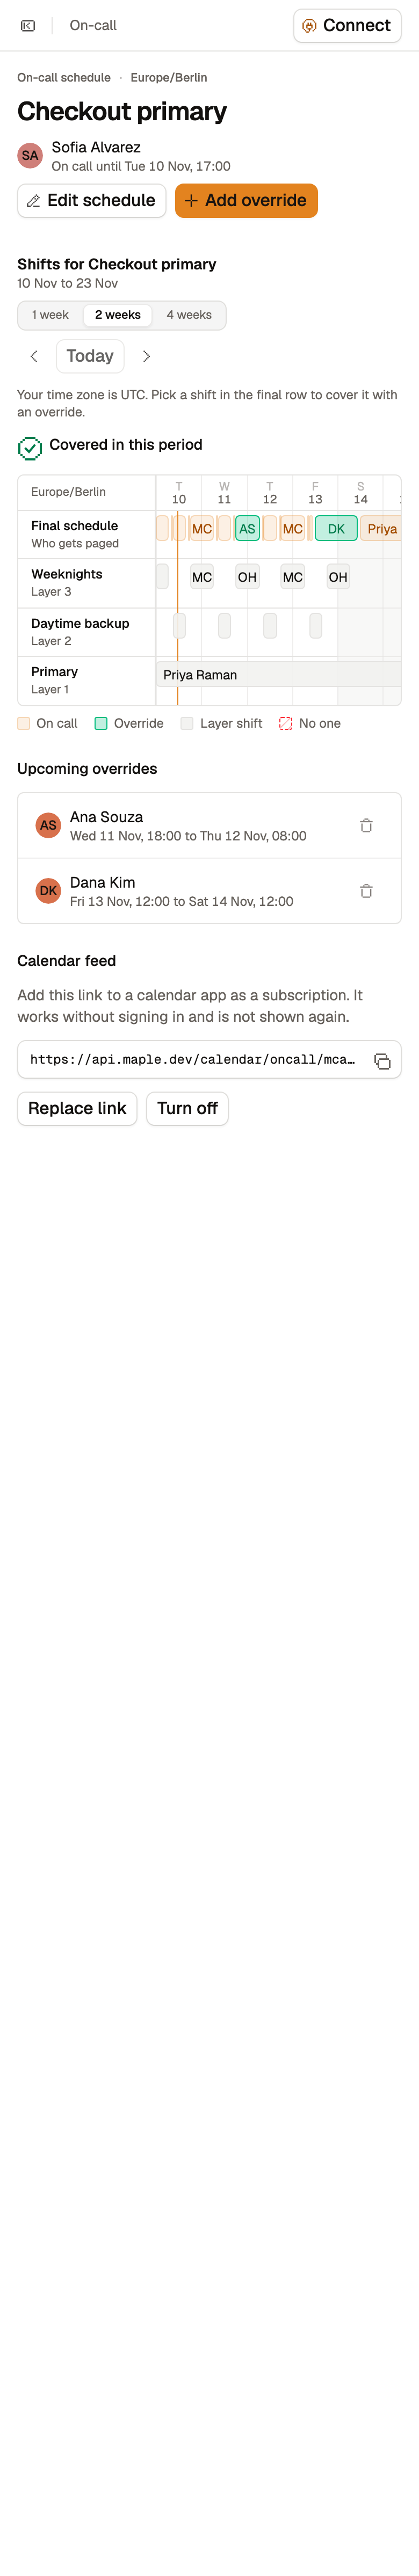 On-call
Connect
On-call schedule · Europe/Berlin
Checkout primary
SA
Sofia Alvarez
On call until Tue 10 Nov, 17:00
Edit schedule
Add override
Shifts for Checkout primary
10 Nov to 23 Nov
1 week
2 weeks
4 weeks
Today
Your time zone is UTC. Pick a shift in the final row to cover it with
an override.
Covered in this period
Europe/Berlin
T
W
T
F
S
10
11
12
13
14
Final schedule
Who gets paged
MC
AS
MC
DK
Priya
Weeknights
Layer 3
MC
OH
MC
OH
Daytime backup
Layer 2
Primary
Layer 1
Priya Raman
On call
Override
Layer shift
No one
Upcoming overrides
AS
Ana Souza
Wed 11 Nov, 18:00 to Thu 12 Nov, 08:00
DK
Dana Kim
Fri 13 Nov, 12:00 to Sat 14 Nov, 12:00
Calendar feed
Add this link to a calendar app as a subscription. It
works without signing in and is not shown again.
https://api.maple.dev/calendar/oncall/mca…
Replace link
Turn off